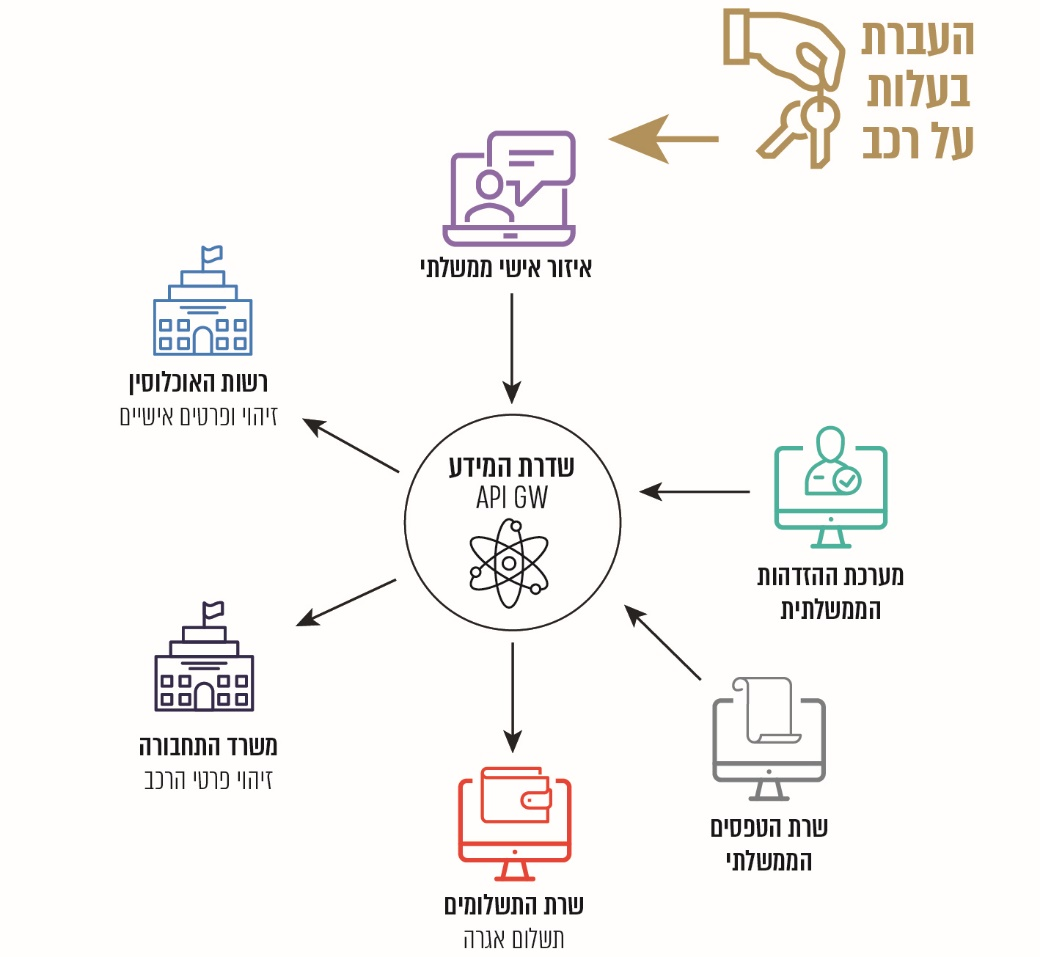 העברת
בעלות
על רכב
איזור אישי ממשלתי
רשות האוכלוסין
זיהוי ופרטים אישיים
שדרת המידע
API GW
מערכת ההזדהות
הממשלתית
משרד התחבורה
זיהוי פרטי הרכב
שרת הטפסים
הממשלתי
שרת התשלומים
תשלום אגרה